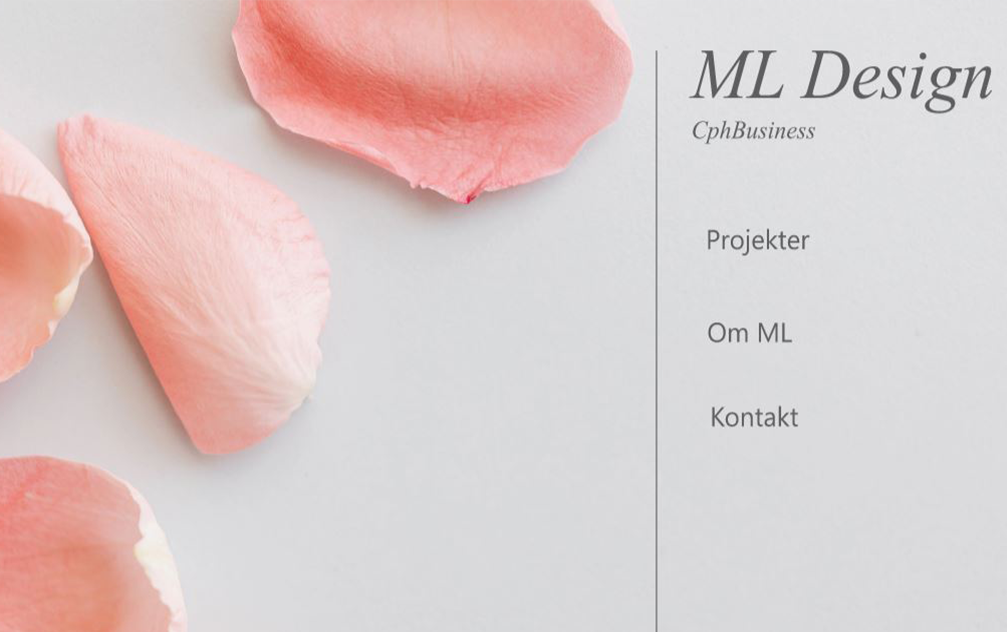 ML Design
CphBusiness
Projekter
Om ML
Kontakt